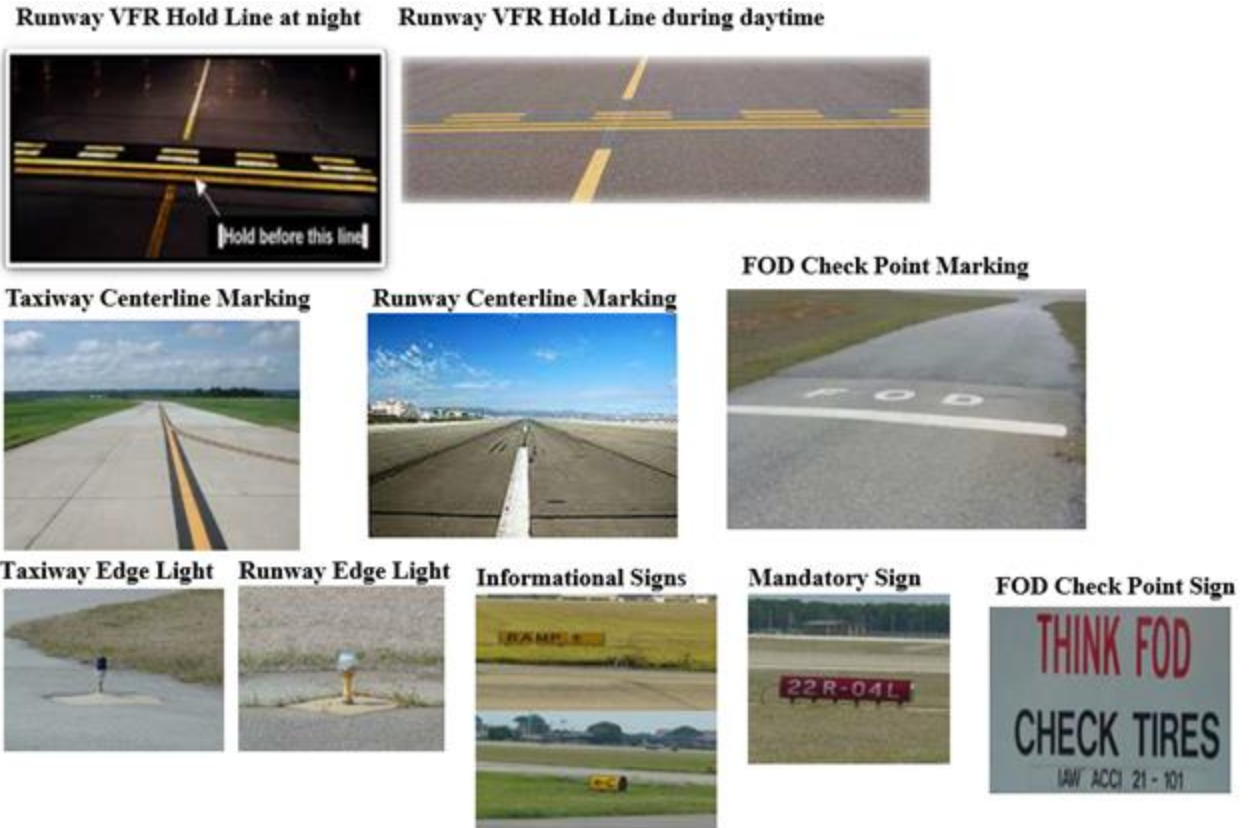 Runway VFR Hold Line at night
Runway VFR Hold Line during daytime
Hold before this line
Taxiway Centerline Marking
Runway Centerline Marking
FOD Check Point Marking
FOD
Taxiway Edge Light
Runway Edge Light
Informational Signs
RAMP
Mandatory Sign
22R-04L
FOD Check Point Sign
THINK FOD
CHECK TIRES
IAW ACCI 21-101